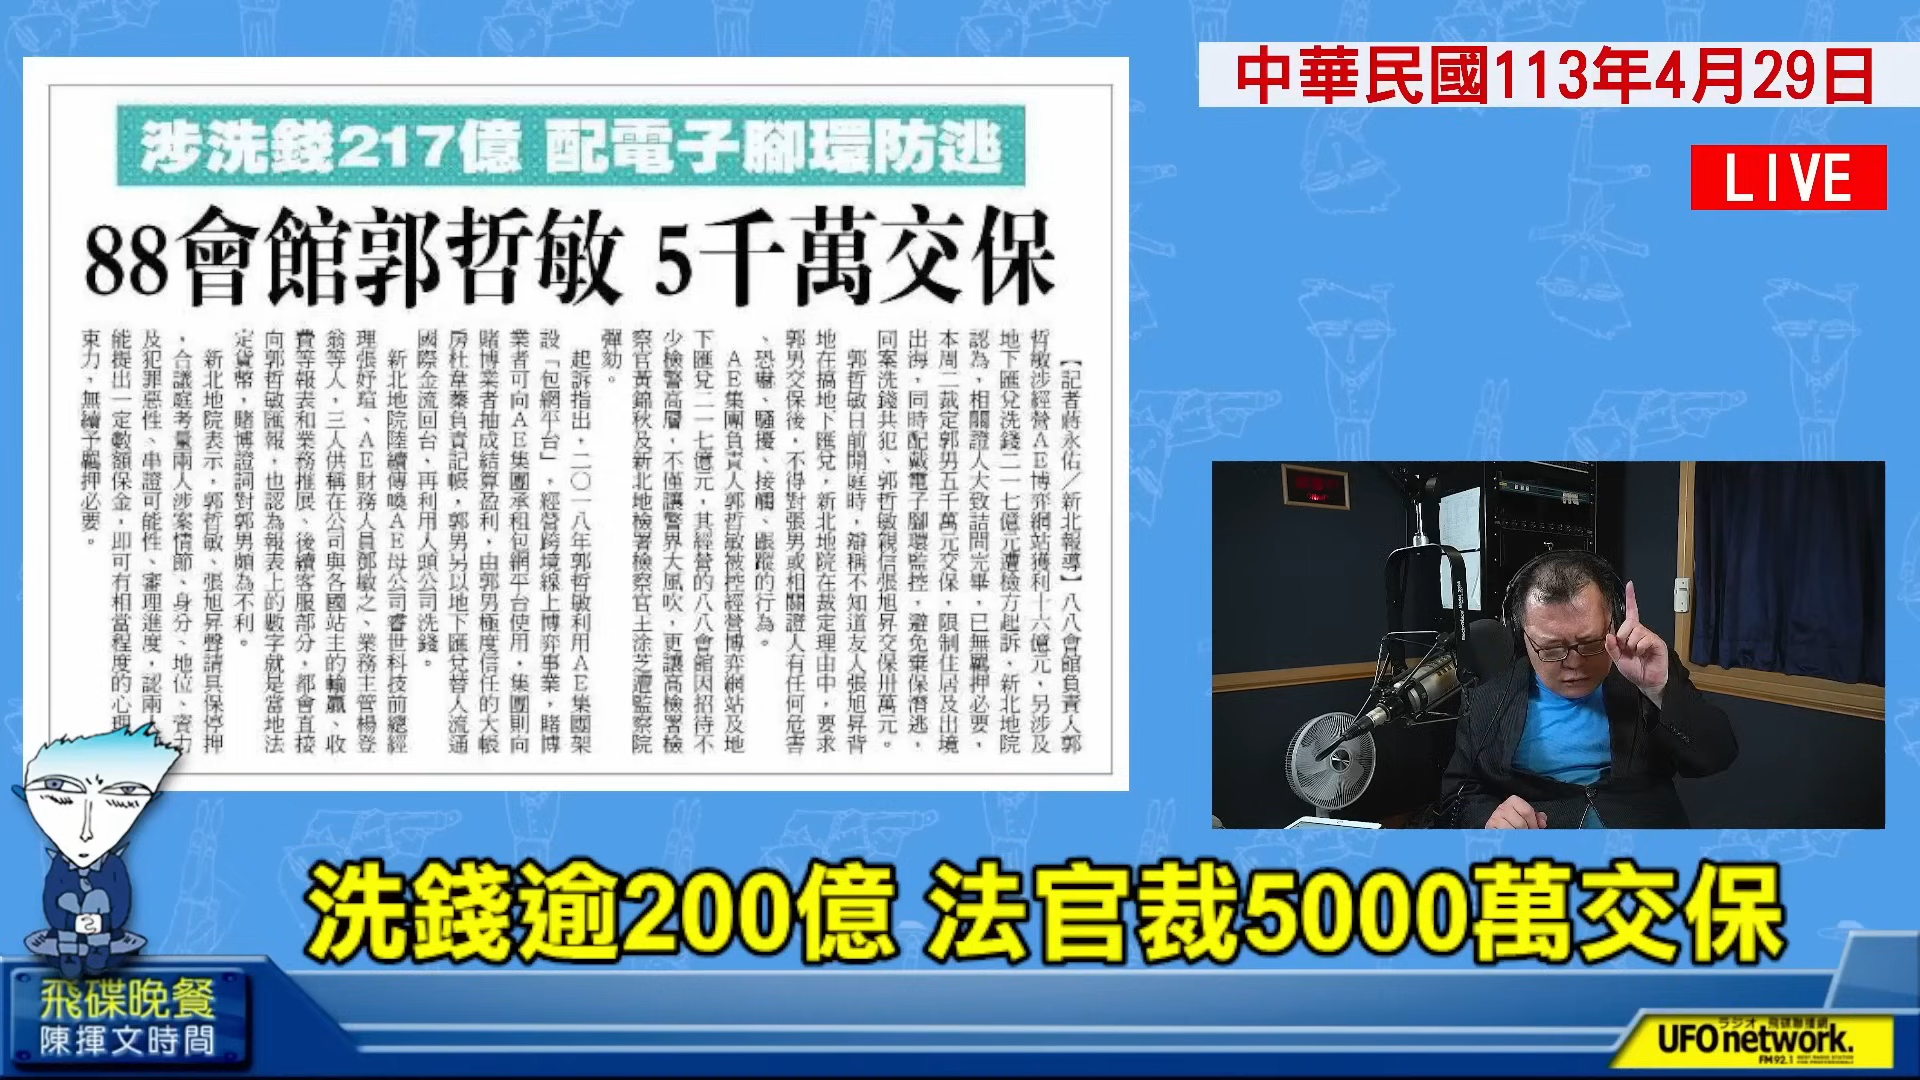 中華民國113年4月29日
LIVE
涉洗錢217億 配電子腳環防逃
88會館郭哲敏 5千萬交保
【記者蔣永佑／新北報導】八八會館負責人郭
哲敏涉經營AE博弈網站獲利十六億元，另涉及
地下匯兌洗錢二一七億元遭檢方起訴，新北地院
認為，相關證人大致詰問完畢，已無羈押必要，
本周二裁定郭男五千萬元交保，限制住居及出境
出海，同時配戴電子腳環監控，避免棄保潛逃，
同案洗錢共犯、郭哲敏親信張旭昇交保卅萬元。
郭哲敏日前開庭時，辯稱不知道友人張旭昇背
地在搞地下匯兌，新北地院在裁定理由中，要求
郭男交保後，不得對張男或相關證人有任何危害
、恐嚇、騷擾、接觸、跟蹤的行為。
AE集團負責人郭哲敏被控經營博弈網站及地
下匯兌二一七億元，其經營的八八會館因招待不
少檢警高層，不僅讓警界大風吹，更讓高檢署檢
察官黃錦秋及新北地檢署檢察官王涂芝遭監察院
彈劾。
起訴指出，二〇一八年郭哲敏利用AE集團架
設「包網平台」，經營跨境線上博弈事業，賭博
業者可向AE集團承租包網平台使用，集團則向
賭博業者抽成結算盈利，由郭男極度信任的大帳
房杜韋蓁負責記帳，郭男另以地下匯兌替人流通
國際金流回台，再利用人頭公司洗錢。
新北地院陸續傳喚AE母公司睿世科技前總經
理張妤瑄、AE財務人員鄧敏之、業務主管楊登
翁等人，三人供稱在公司與各國站主的輸贏、收
費等報表和業務推展、後續客服部分，都會直接
向郭哲敏匯報，也認為報表上的數字就是當地法
定貨幣，賭博證詞對郭男頗為不利。
新北地院表示，郭哲敏、張旭昇聲請具保停押
，合議庭考量兩人涉案情節、身分、地位、資力
及犯罪惡性、串證可能性、審理進度，認兩
能提出一定數額保金，即可有相當程度的心理
束力，無續予羈押必要。
洗錢逾200億 法官裁5000萬交保
飛碟晚餐
陳揮文時間
ラジオ 飛碟聯播網
UFO network.
FM92.1